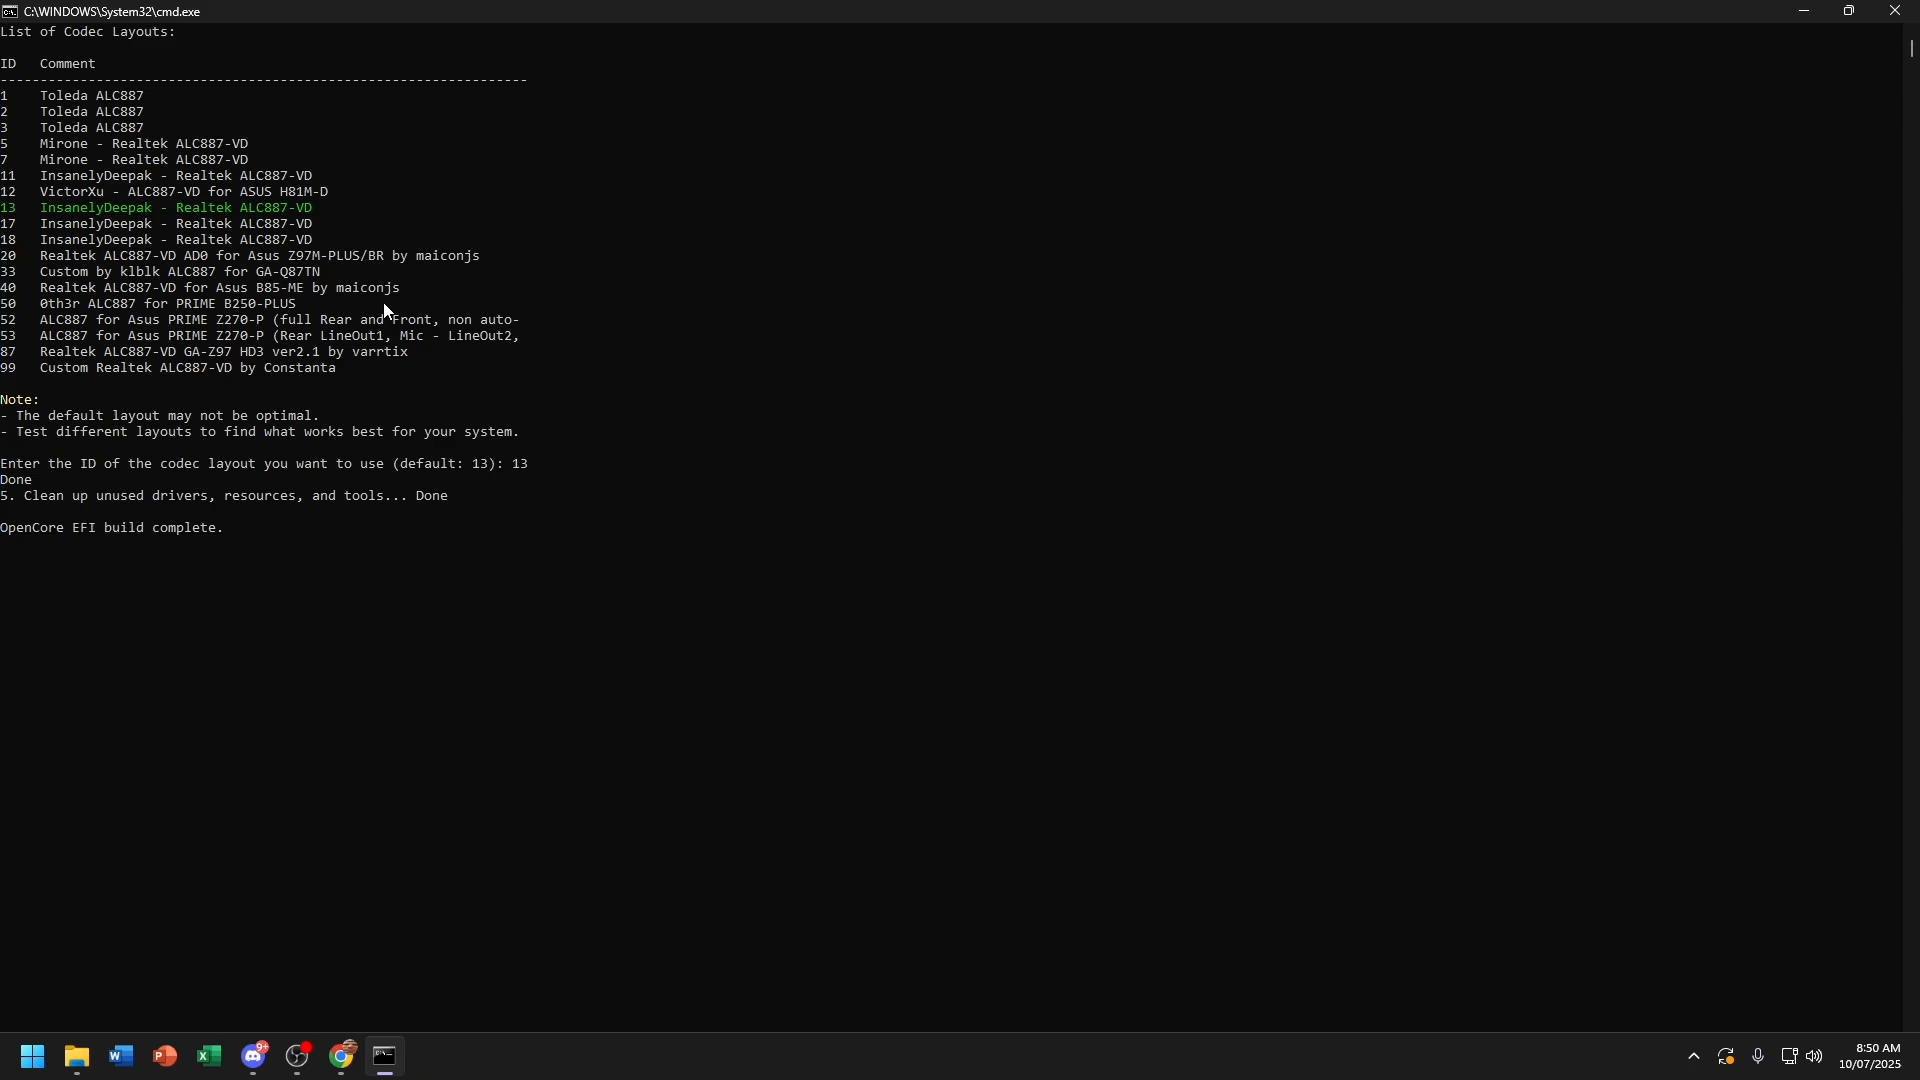 C:\WINDOWS\System32\cmd.exe
List of Codec Layouts:
ID Comment
------------------------------------------------------------------
1 Toleda ALC887
2 Toleda ALC887
3 Toleda ALC887
5 Mirone - Realtek ALC887-VD
7 Mirone - Realtek ALC887-VD
11 InsanelyDeepak - Realtek ALC887-VD
12 VictorXu - ALC887-VD for ASUS H81M-D
13 InsanelyDeepak - Realtek ALC887-VD
17 InsanelyDeepak - Realtek ALC887-VD
18 InsanelyDeepak - Realtek ALC887-VD
20 Realtek ALC887-VD AD0 for Asus Z97M-PLUS/BR by maiconjs
33 Custom by klblk ALC887 for GA-Q87TN
40 Realtek ALC887-VD for Asus B85-ME by maiconjs
50 0th3r ALC887 for PRIME B250-PLUS
52 ALC887 for Asus PRIME Z270-P (full Rear and Front, non auto-
53 ALC887 for Asus PRIME Z270-P (Rear LineOut1, Mic - LineOut2,
87 Realtek ALC887-VD GA-Z97 HD3 ver2.1 by varrtix
99 Custom Realtek ALC887-VD by Constanta
Note:
- The default layout may not be optimal.
- Test different layouts to find what works best for your system.
Enter the ID of the codec layout you want to use (default: 13): 13
Done
5. Clean up unused drivers, resources, and tools... Done
OpenCore EFI build complete.
9+
8:50 AM
10/07/2025